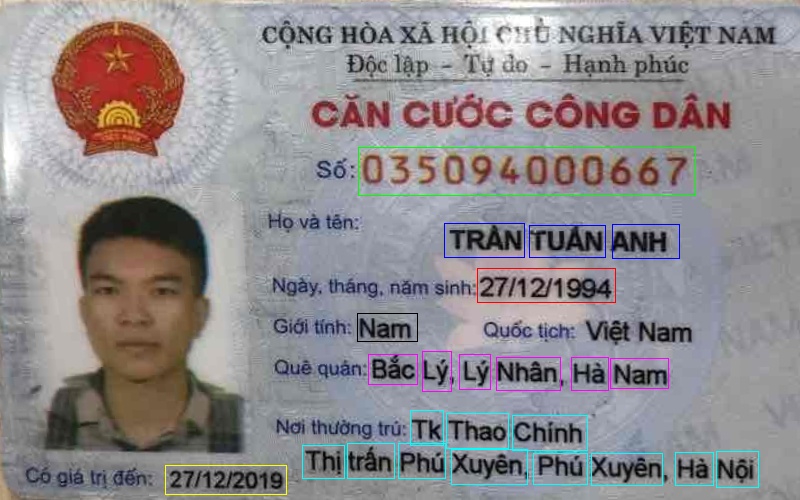 CỘNG HÒA XÃ HỘI CHỦ NGHĨA VIỆT NAM
Độc lập - Tự do - Hạnh phúc
CĂN CƯỚC CÔNG DÂN
Số: 035094000667
Họ và tên:
TRẦN TUẤN ANH
Ngày, tháng, năm sinh: 27/12/1994
Giới tính: Nam Quốc tịch: Việt Nam
Quê quán: Bắc Lý, Lý Nhân, Hà Nam
Nơi thường trú: Tk Thao Chính
Thị trấn Phú Xuyên, Phú Xuyên, Hà Nội
Có giá trị đến: 27/12/2019